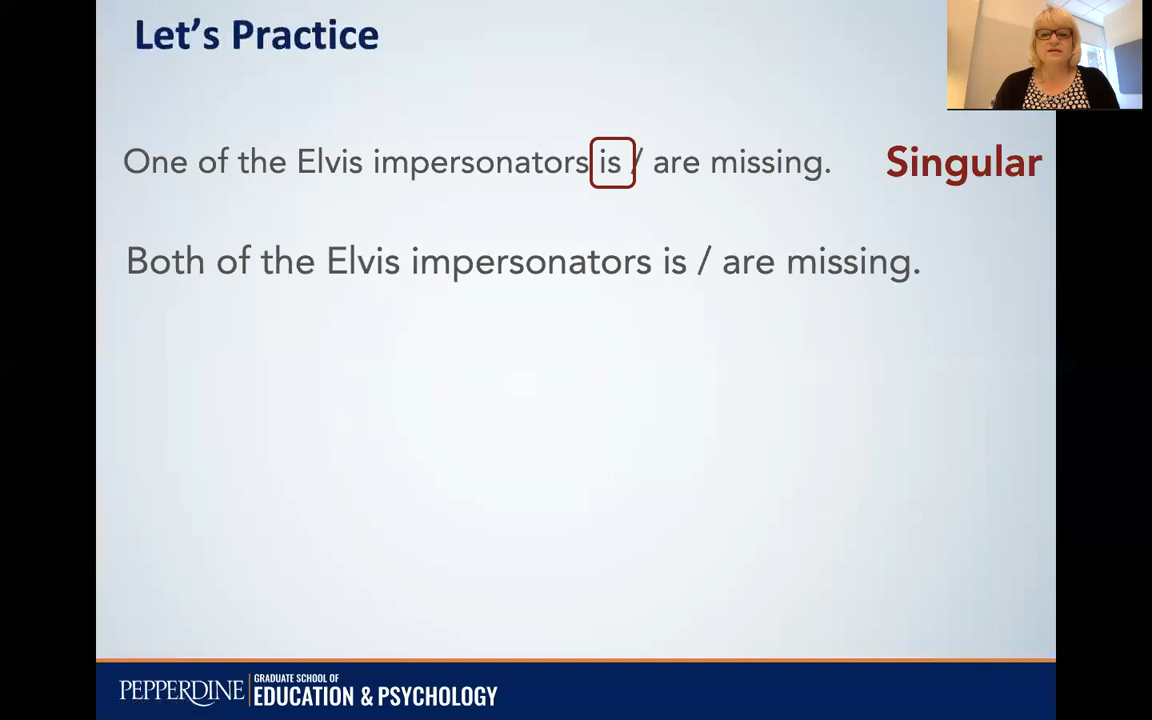 Let's Practice
One of the Elvis impersonators is / are missing. Singular
Both of the Elvis impersonators is / are missing.
PEPPERDINE GRADUATE SCHOOL OF
EDUCATION & PSYCHOLOGY